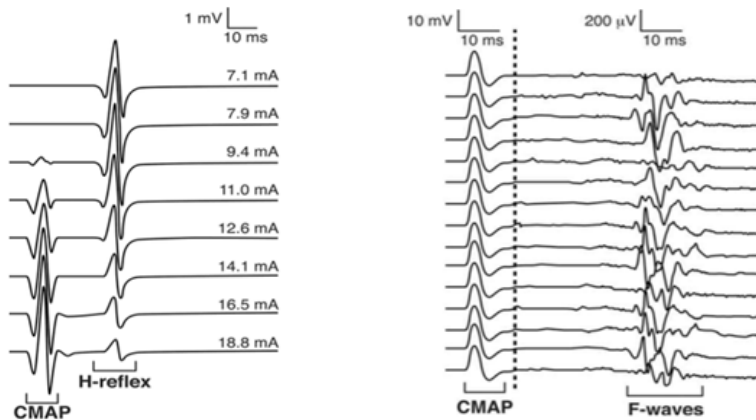 1 mV
10 ms
7.1 mA
7.9 mA
9.4 mA
11.0 mA
12.6 mA
14.1 mA
16.5 mA
18.8 mA
H-reflex
CMAP
10 mV
10 ms
200 μV
10 ms
CMAP
F-waves